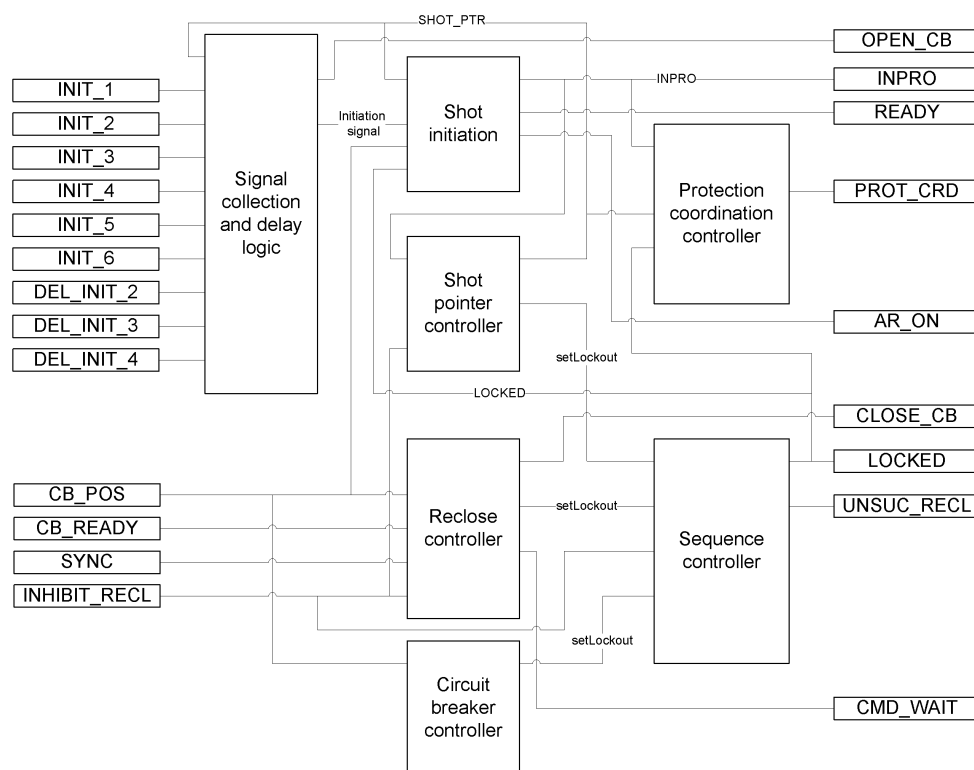 SHOT_PTR
OPEN_CB
INIT_1
INIT_2
INIT_3
INIT_4
INIT_5
INIT_6
DEL_INIT_2
DEL_INIT_3
DEL_INIT_4
Signal
collection
and delay
logic
Initiation
signal
Shot
initiation
INPRO
INPRO
READY
Protection
coordination
controller
PROT_CRD
Shot
pointer
controller
AR_ON
setLockout
LOCKED
CLOSE_CB
LOCKED
UNSUC_RECL
CB_POS
CB_READY
SYNC
INHIBIT_RECL
Reclose
controller
setLockout
Sequence
controller
setLockout
Circuit
breaker
controller
CMD_WAIT